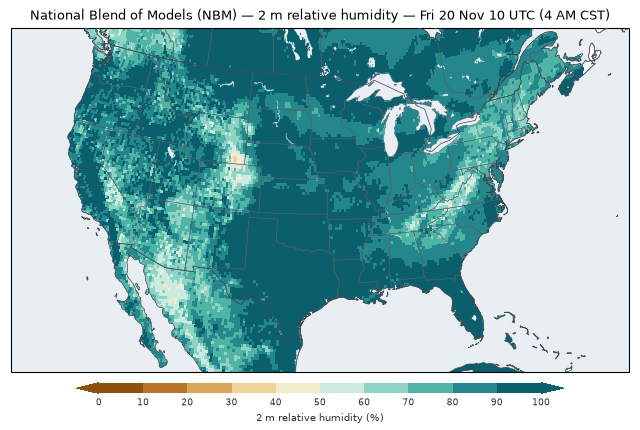 National Blend of Models (NBM) — 2 m relative humidity — Fri 20 Nov 10 UTC (4 AM CST)
0 10 20 30 40 50 60 70 80 90 100
2 m relative humidity (%)